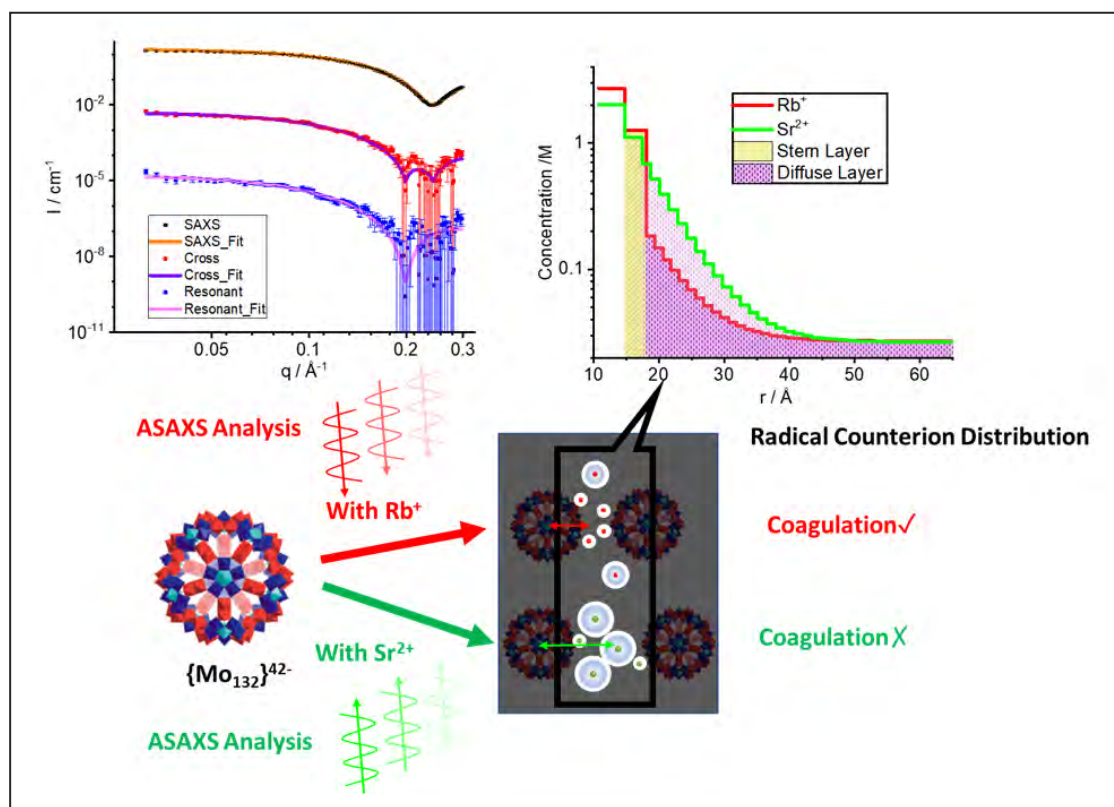 10⁻²
10⁻⁵
10⁻⁸
10⁻¹¹
I / cm⁻¹
SAXS
SAXS_Fit
Cross
Cross_Fit
Resonant
Resonant_Fit
0.05 0.1 0.2 0.3
q / Å⁻¹
Rb⁺
Sr²⁺
Stern Layer
Diffuse Layer
Concentration /M
1
0.1
10 20 30 40 50 60
r / Å
ASAXS Analysis
With Rb⁺
Radical Counterion Distribution
Coagulation√
{Mo₁₃₂}⁴²⁻
With Sr²⁺
Coagulation X
ASAXS Analysis